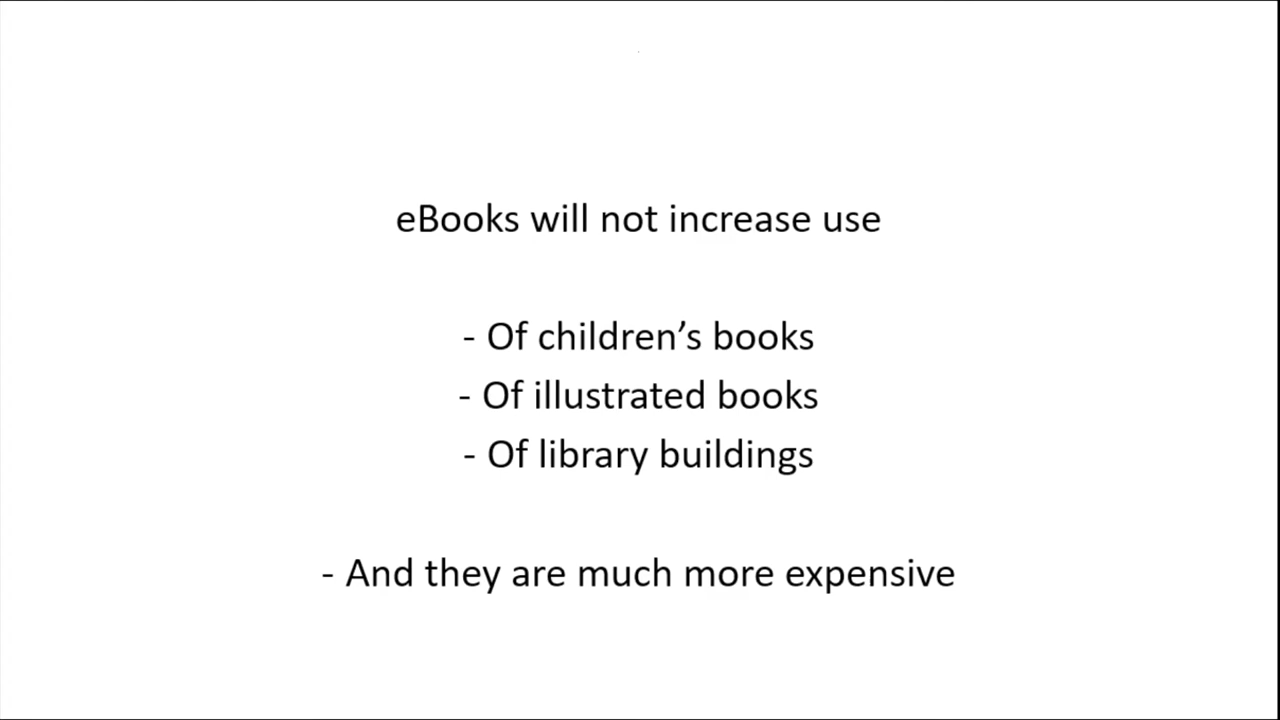 eBooks will not increase use
- Of children’s books
- Of illustrated books
- Of library buildings
- And they are much more expensive